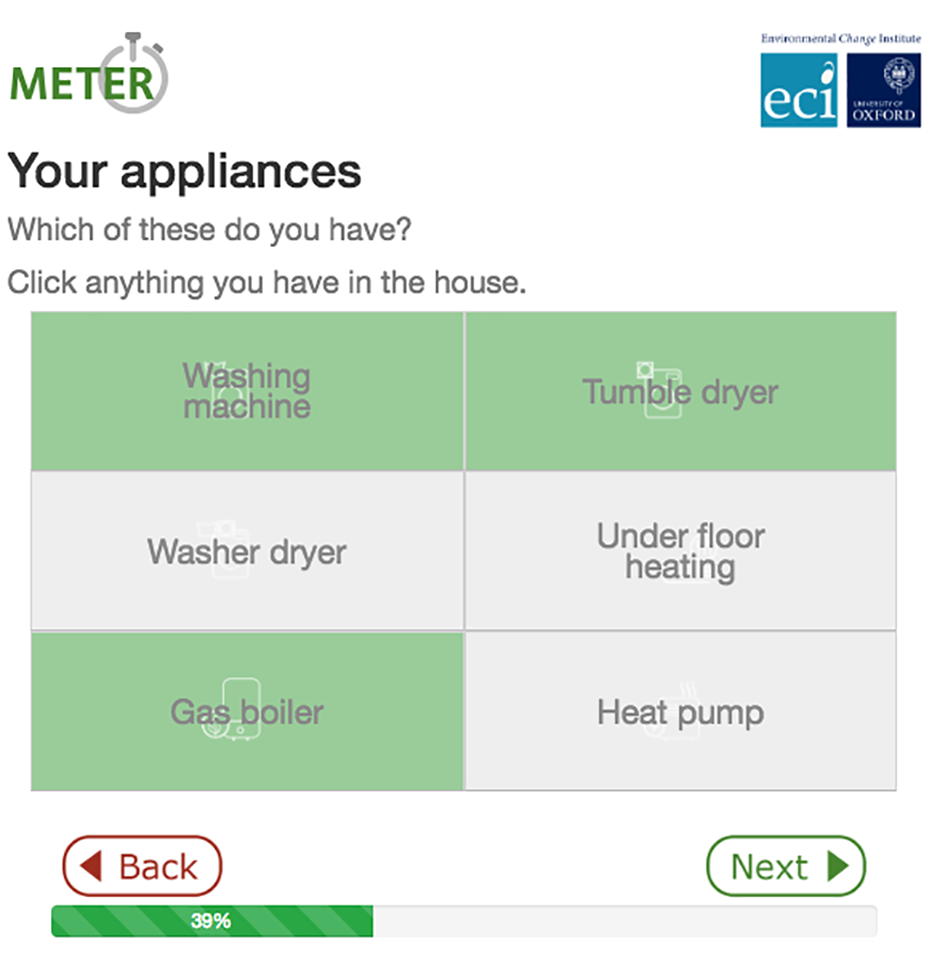 METER
Environmental Change Institute
eci
UNIVERSITY OF
OXFORD
Your appliances
Which of these do you have?
Click anything you have in the house.
Washing
machine
Tumble dryer
Washer dryer
Under floor
heating
Gas boiler
Heat pump
Back
Next
39%